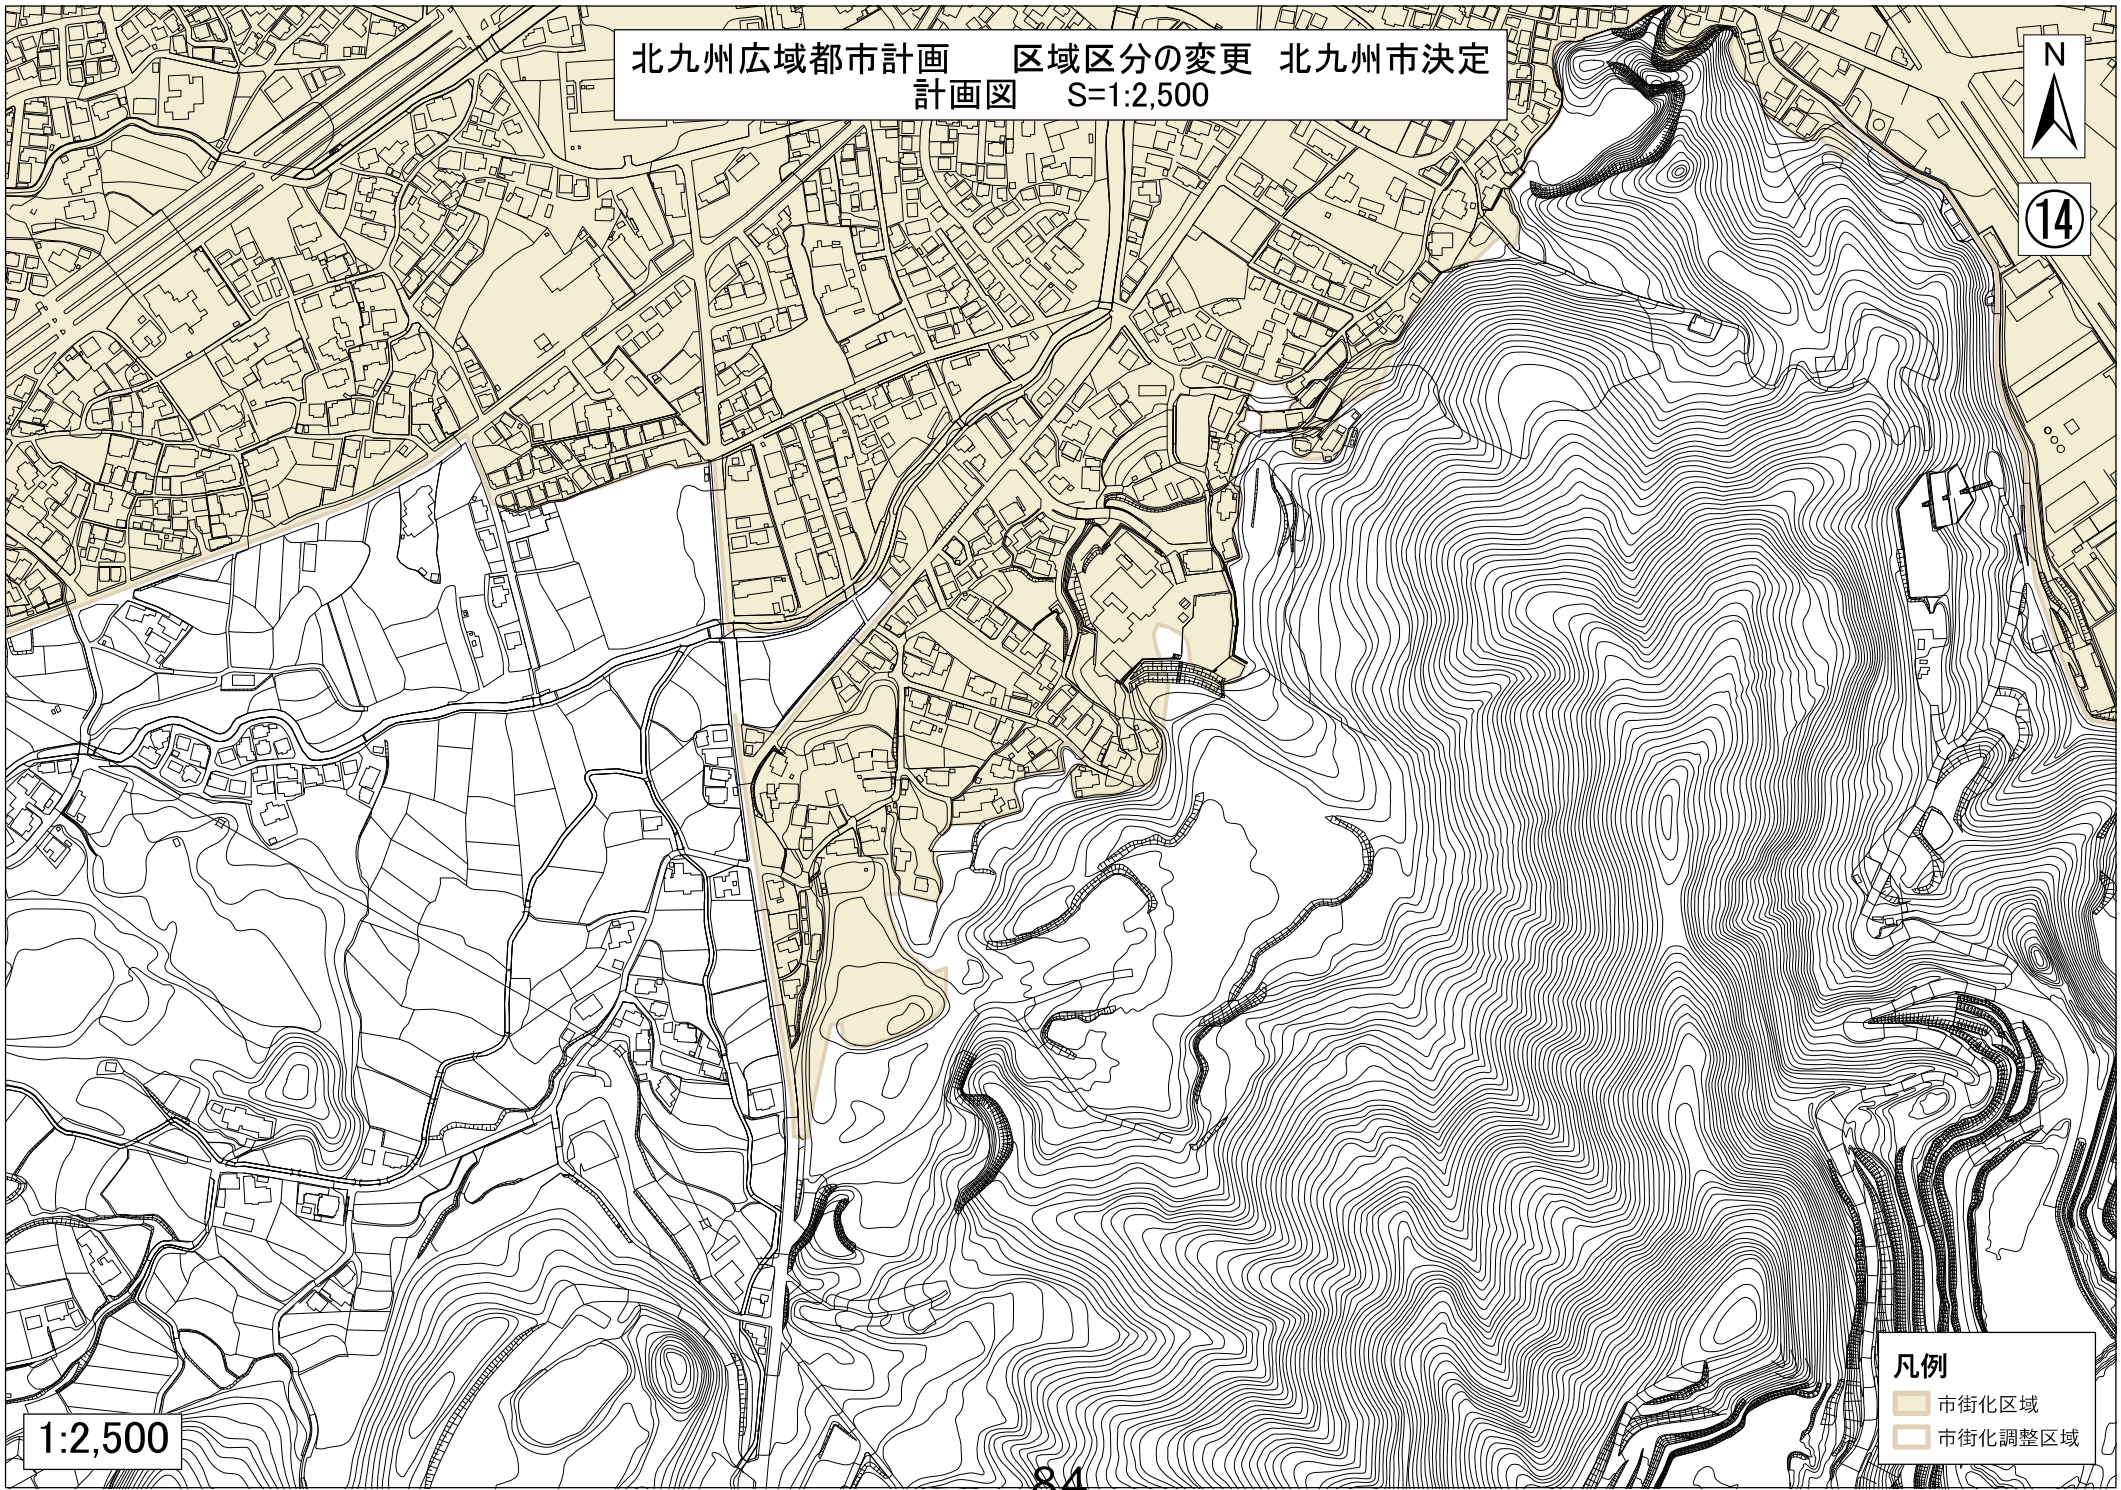 北九州広域都市計画　　区域区分の変更　北九州市決定
計画図　S=1:2,500
N
⑭
凡例
市街化区域
市街化調整区域
1:2,500
84